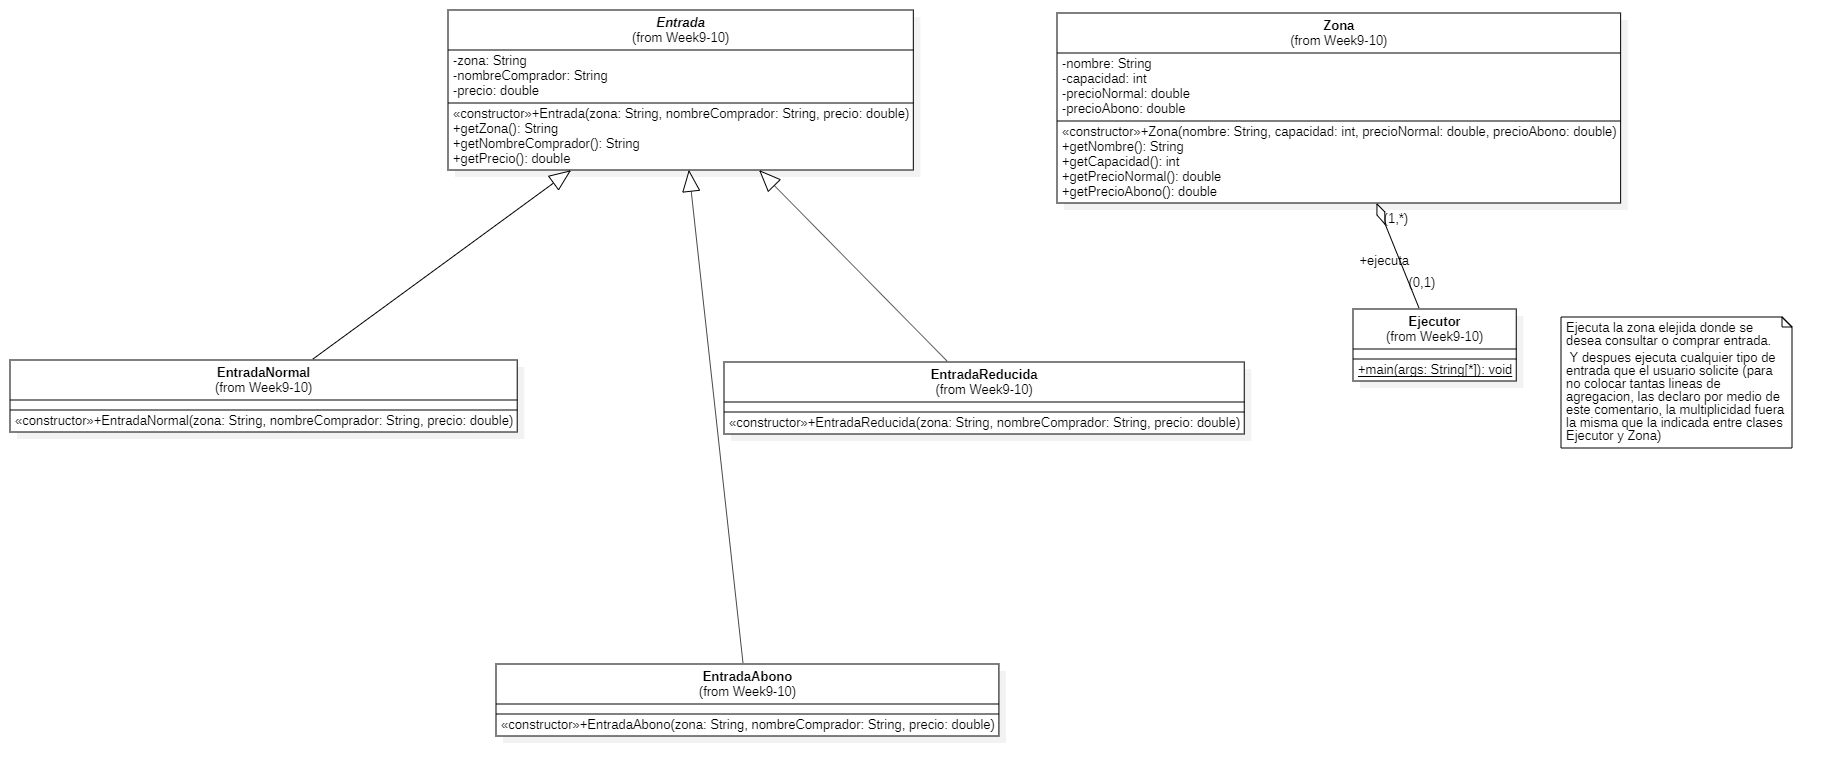 Entrada
(from Week9-10)
-zona: String
-nombreComprador: String
-precio: double
«constructor»+Entrada(zona: String, nombreComprador: String, precio: double)
+getZona(): String
+getNombreComprador(): String
+getPrecio(): double
Zona
(from Week9-10)
-nombre: String
-capacidad: int
-precioNormal: double
-precioAbono: double
«constructor»+Zona(nombre: String, capacidad: int, precioNormal: double, precioAbono: double)
+getNombre(): String
+getCapacidad(): int
+getPrecioNormal(): double
+getPrecioAbono(): double
(1,*)
+ejecuta
(0,1)
Ejecutor
(from Week9-10)
+main(args: String[*]): void
Ejecuta la zona elejida donde se
desea consultar o comprar entrada.
Y despues ejecuta cualquier tipo de
entrada que el usuario solicite (para
no colocar tantas lineas de
agregacion, las declaro por medio de
este comentario, la multiplicidad fuera
la misma que la indicada entre clases
Ejecutor y Zona)
EntradaNormal
(from Week9-10)
«constructor»+EntradaNormal(zona: String, nombreComprador: String, precio: double)
EntradaReducida
(from Week9-10)
«constructor»+EntradaReducida(zona: String, nombreComprador: String, precio: double)
EntradaAbono
(from Week9-10)
«constructor»+EntradaAbono(zona: String, nombreComprador: String, precio: double)